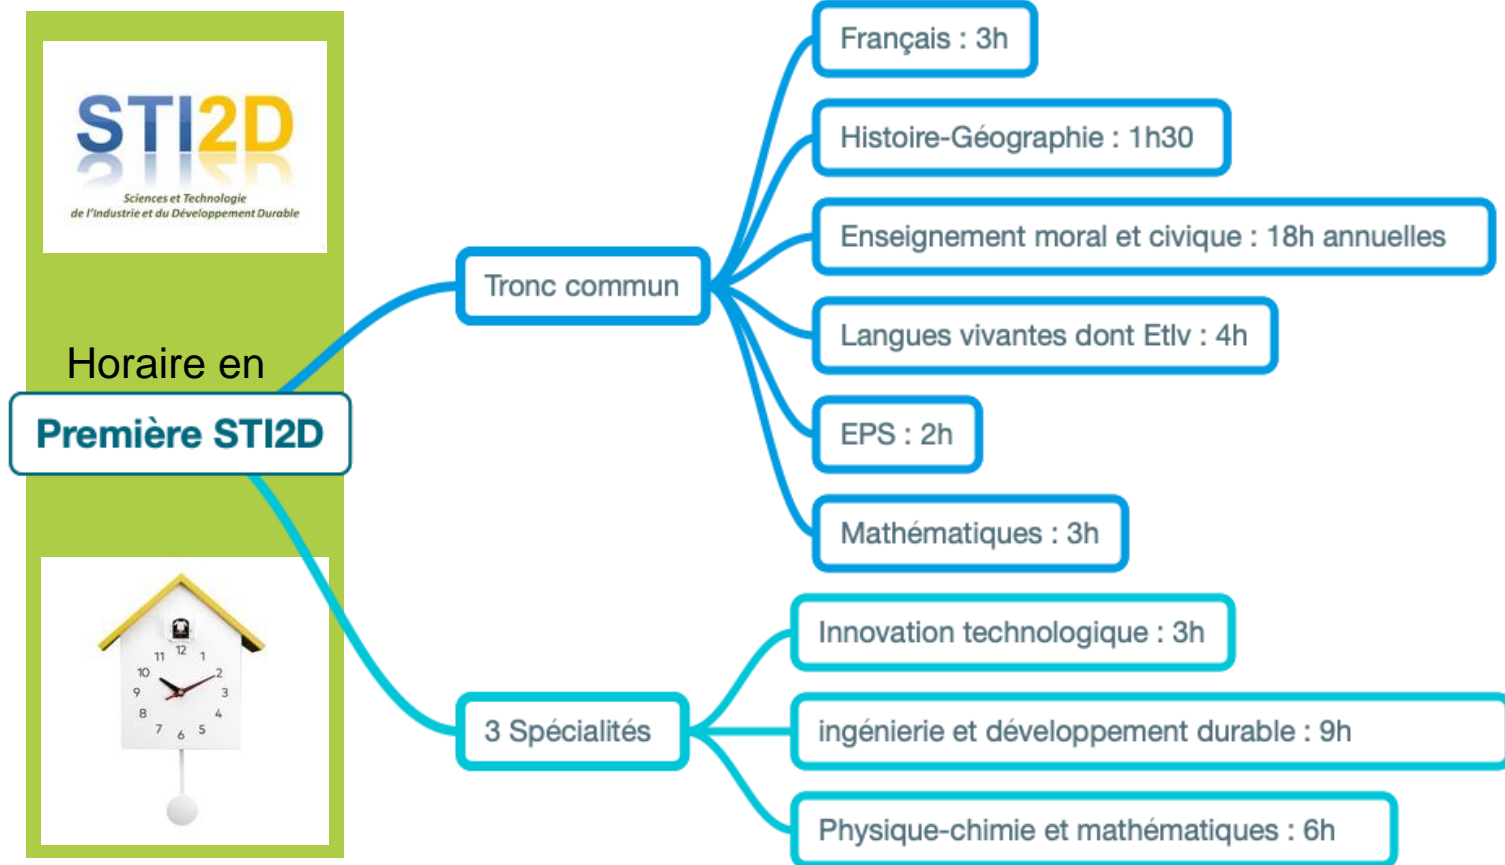 STI2D
Sciences et Technologie
de l'Industrie et du Développement Durable
Horaire en
Première STI2D
Tronc commun
Français : 3h
Histoire-Géographie : 1h30
Enseignement moral et civique : 18h annuelles
Langues vivantes dont Etlv : 4h
EPS : 2h
Mathématiques : 3h
3 Spécialités
Innovation technologique : 3h
ingénierie et développement durable : 9h
Physique-chimie et mathématiques : 6h
12
1
2
3
4
5
6
7
8
9
10
11